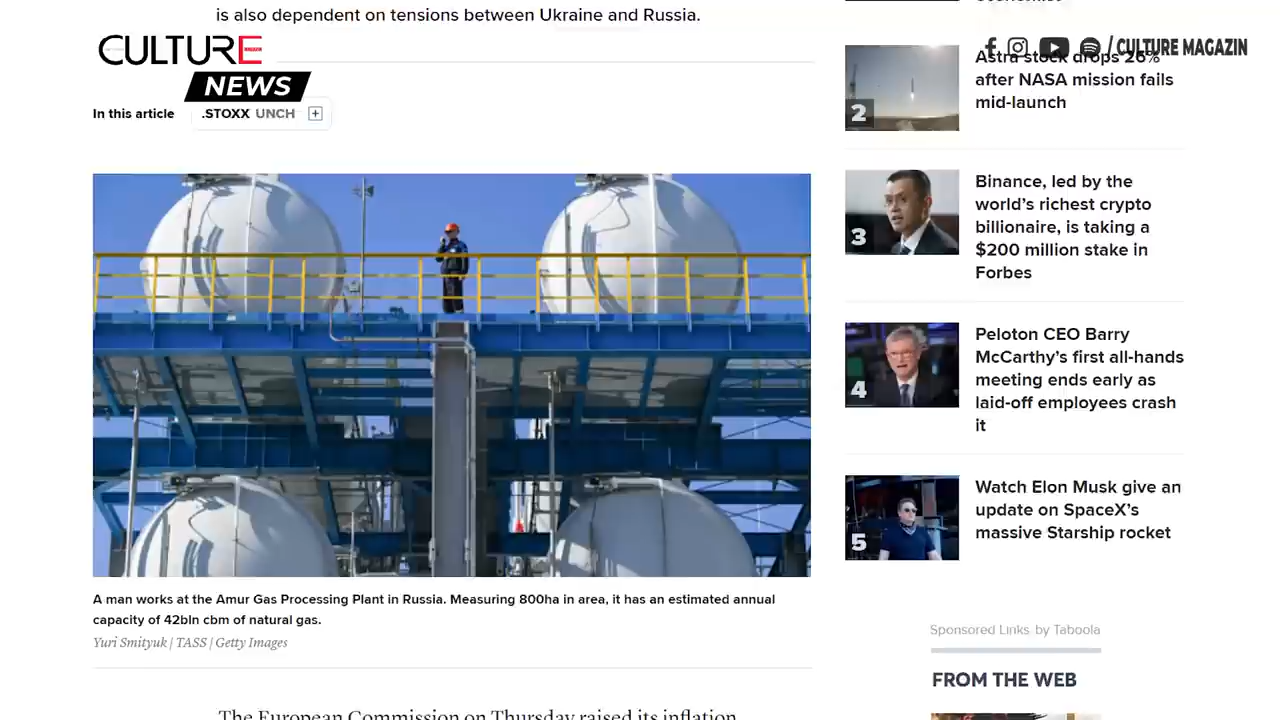 is also dependent on tensions between Ukraine and Russia.
CULTURE
NEWS
/ CULTURE MAGAZIN
In this article .STOXX UNCH +
A man works at the Amur Gas Processing Plant in Russia. Measuring 800ha in area, it has an estimated annual
capacity of 42bln cbm of natural gas.
Yuri Smityuk | TASS | Getty Images
The European Commission on Thursday raised its inflation
2
Astra stock drops 26%
after NASA mission fails
mid-launch
3
Binance, led by the
world’s richest crypto
billionaire, is taking a
$200 million stake in
Forbes
4
Peloton CEO Barry
McCarthy’s first all-hands
meeting ends early as
laid-off employees crash
it
5
Watch Elon Musk give an
update on SpaceX’s
massive Starship rocket
Sponsored Links by Taboola
FROM THE WEB